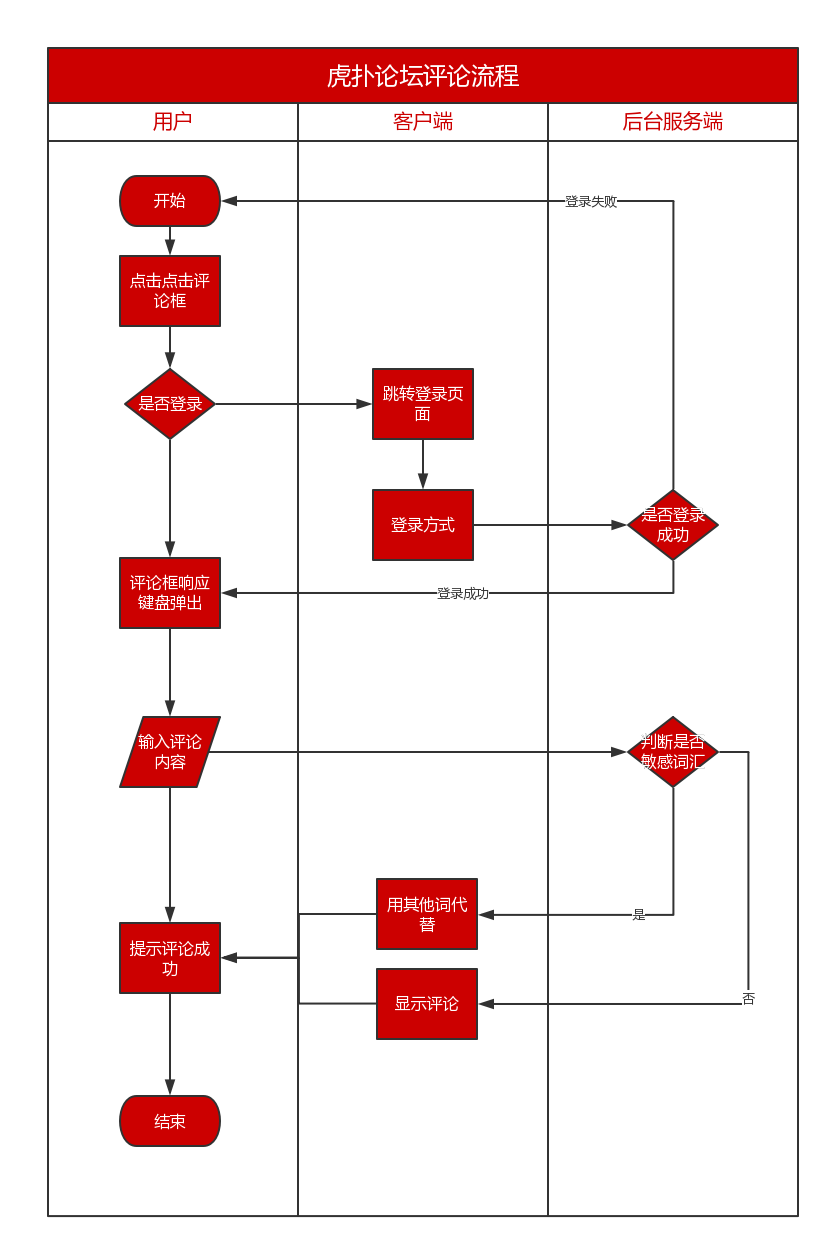 虎扑论坛评论流程
用户
客户端
后台服务端
开始
登录失败
点击点击评
论框
是否登录
跳转登录页
面
登录方式
是否登录
成功
评论框响应
键盘弹出
登录成功
输入评论
内容
判断是否
敏感词汇
用其他词代
替
是
提示评论成
功
显示评论
否
结束